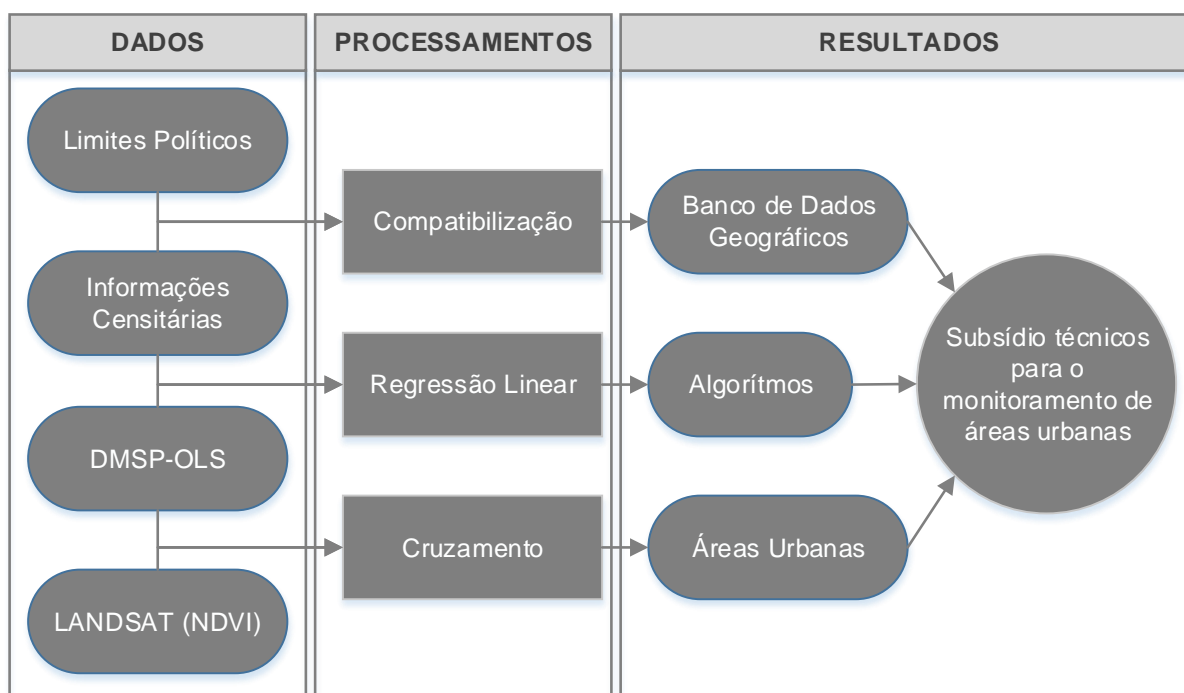 DADOS
PROCESSAMENTOS
RESULTADOS
Limites Políticos
Informações
Censitárias
DMSP-OLS
LANDSAT (NDVI)
Compatibilização
Regressão Linear
Cruzamento
Banco de Dados
Geográficos
Algorítmos
Áreas Urbanas
Subsídio técnicos
para o
monitoramento de
áreas urbanas